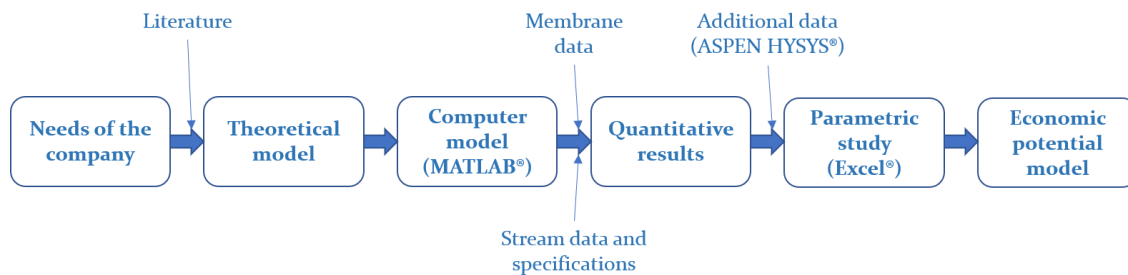 Literature
Membrane
data
Additional data
(ASPEN HYSYS®)
Needs of the
company
Theoretical
model
Computer
model
(MATLAB®)
Quantitative
results
Parametric
study
(Excel®)
Economic
potential
model
Stream data and
specifications